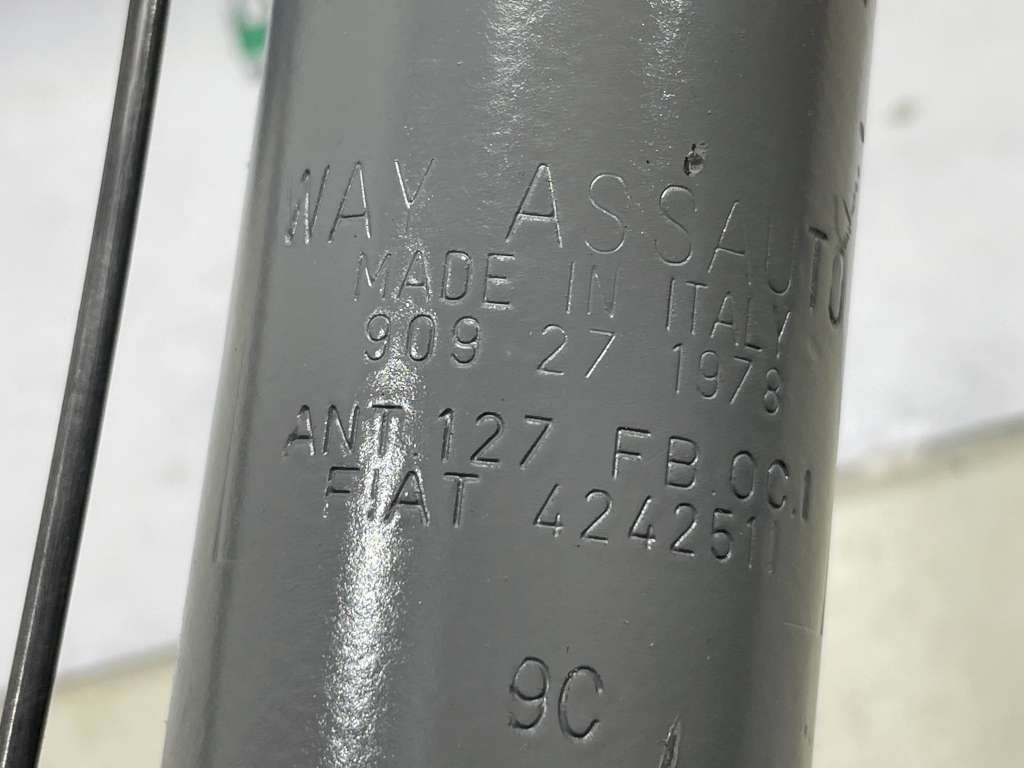 WAY ASSAUTO
MADE IN ITALY
909 27 1978
ANT.127 FB.OC.I
FIAT 4242511
9C